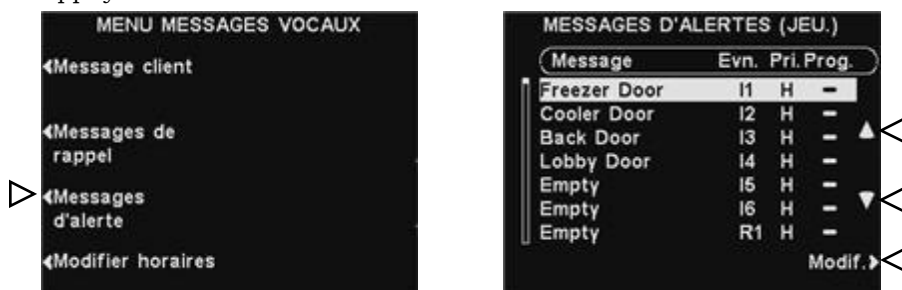 MENU MESSAGES VOCAUX
Message client
Messages de
rappel
Messages
d'alerte
Modifier horaires
MESSAGES D'ALERTES (JEU.)
Message Evn. Pri. Prog.
Freezer Door I1 H –
Cooler Door I2 H –
Back Door I3 H –
Lobby Door I4 H –
Empty I5 H –
Empty I6 H –
Empty R1 H –
Modif.